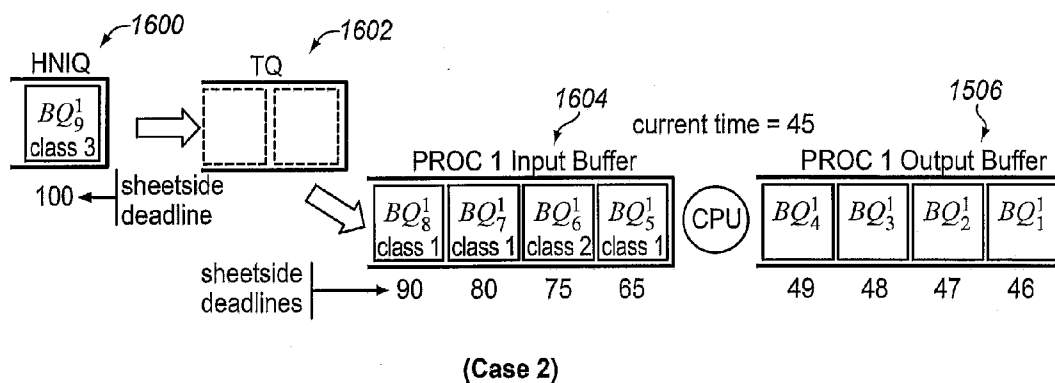 1600
HNIQ
BQ₉¹
class 3
100
sheetside
deadline
1602
TQ
1604
current time = 45
1506
PROC 1 Input Buffer
BQ₈¹
class 1
BQ₇¹
class 1
BQ₆¹
class 2
BQ₅¹
class 1
CPU
PROC 1 Output Buffer
BQ₄¹
BQ₃¹
BQ₂¹
BQ₁¹
sheetside
deadlines
90 80 75 65
49 48 47 46
(Case 2)